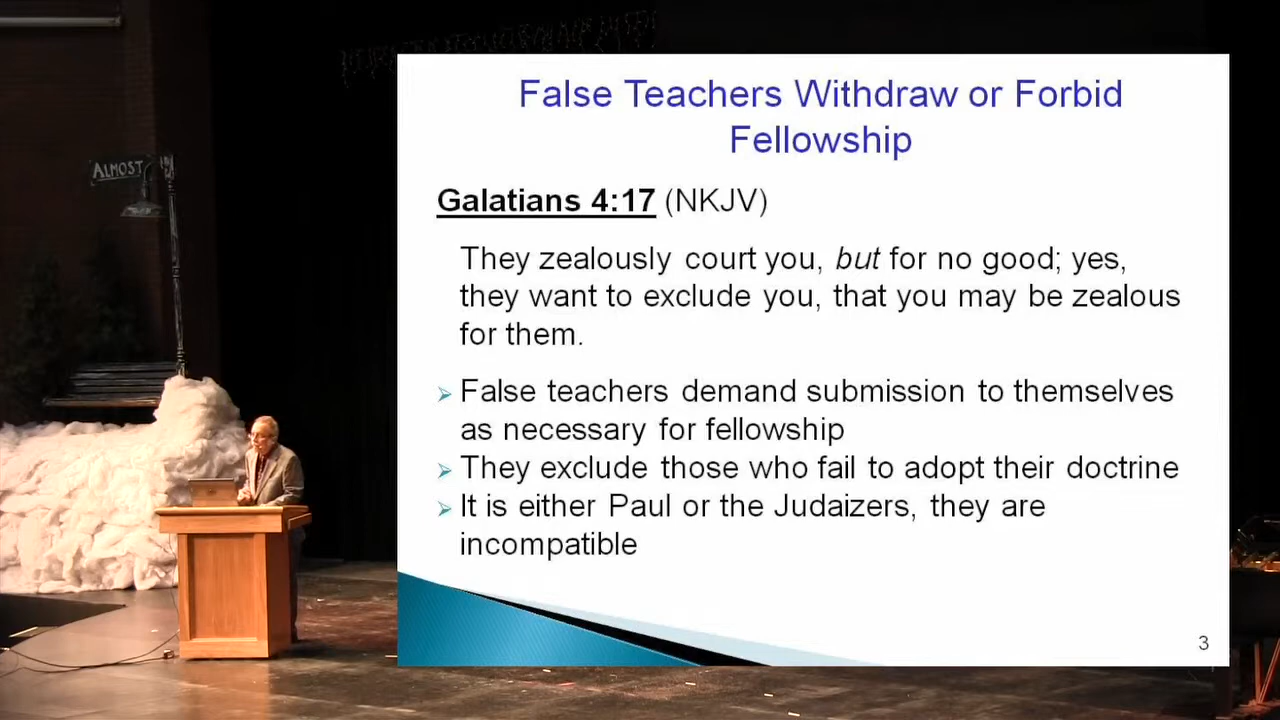 ALMOST
False Teachers Withdraw or Forbid
Fellowship
Galatians 4:17 (NKJV)
They zealously court you, but for no good; yes,
they want to exclude you, that you may be zealous
for them.
➢ False teachers demand submission to themselves
as necessary for fellowship
➢ They exclude those who fail to adopt their doctrine
➢ It is either Paul or the Judaizers, they are
incompatible
3